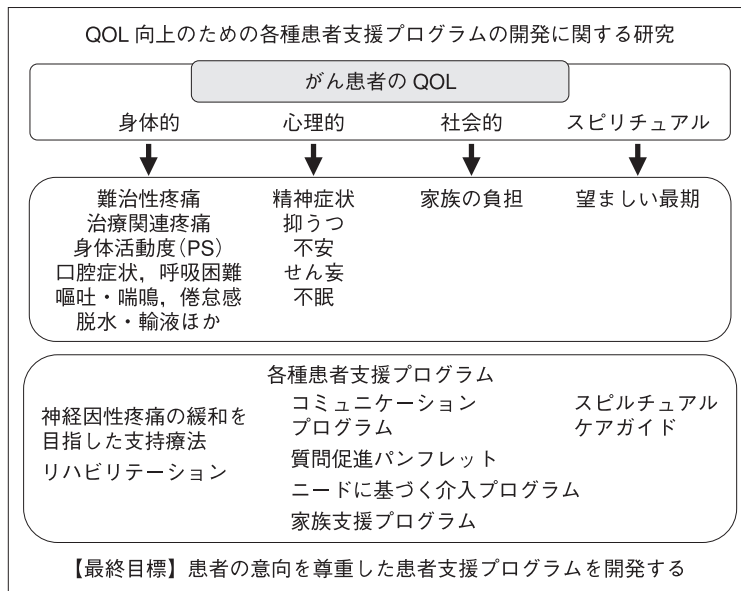 QOL 向上のための各種患者支援プログラムの開発に関する研究
がん患者の QOL
身体的 心理的 社会的 スピリチュアル
難治性疼痛 精神症状 家族の負担 望ましい最期
治療関連疼痛 抑うつ
身体活動度(PS) 不安
口腔症状，呼吸困難 せん妄
嘔吐・喘鳴，倦怠感 不眠
脱水・輸液ほか
各種患者支援プログラム
神経因性疼痛の緩和を
目指した支持療法
リハビリテーション
コミュニケーション
プログラム
質問促進パンフレット
ニードに基づく介入プログラム
家族支援プログラム
スピルチュアル
ケアガイド
【最終目標】患者の意向を尊重した患者支援プログラムを開発する